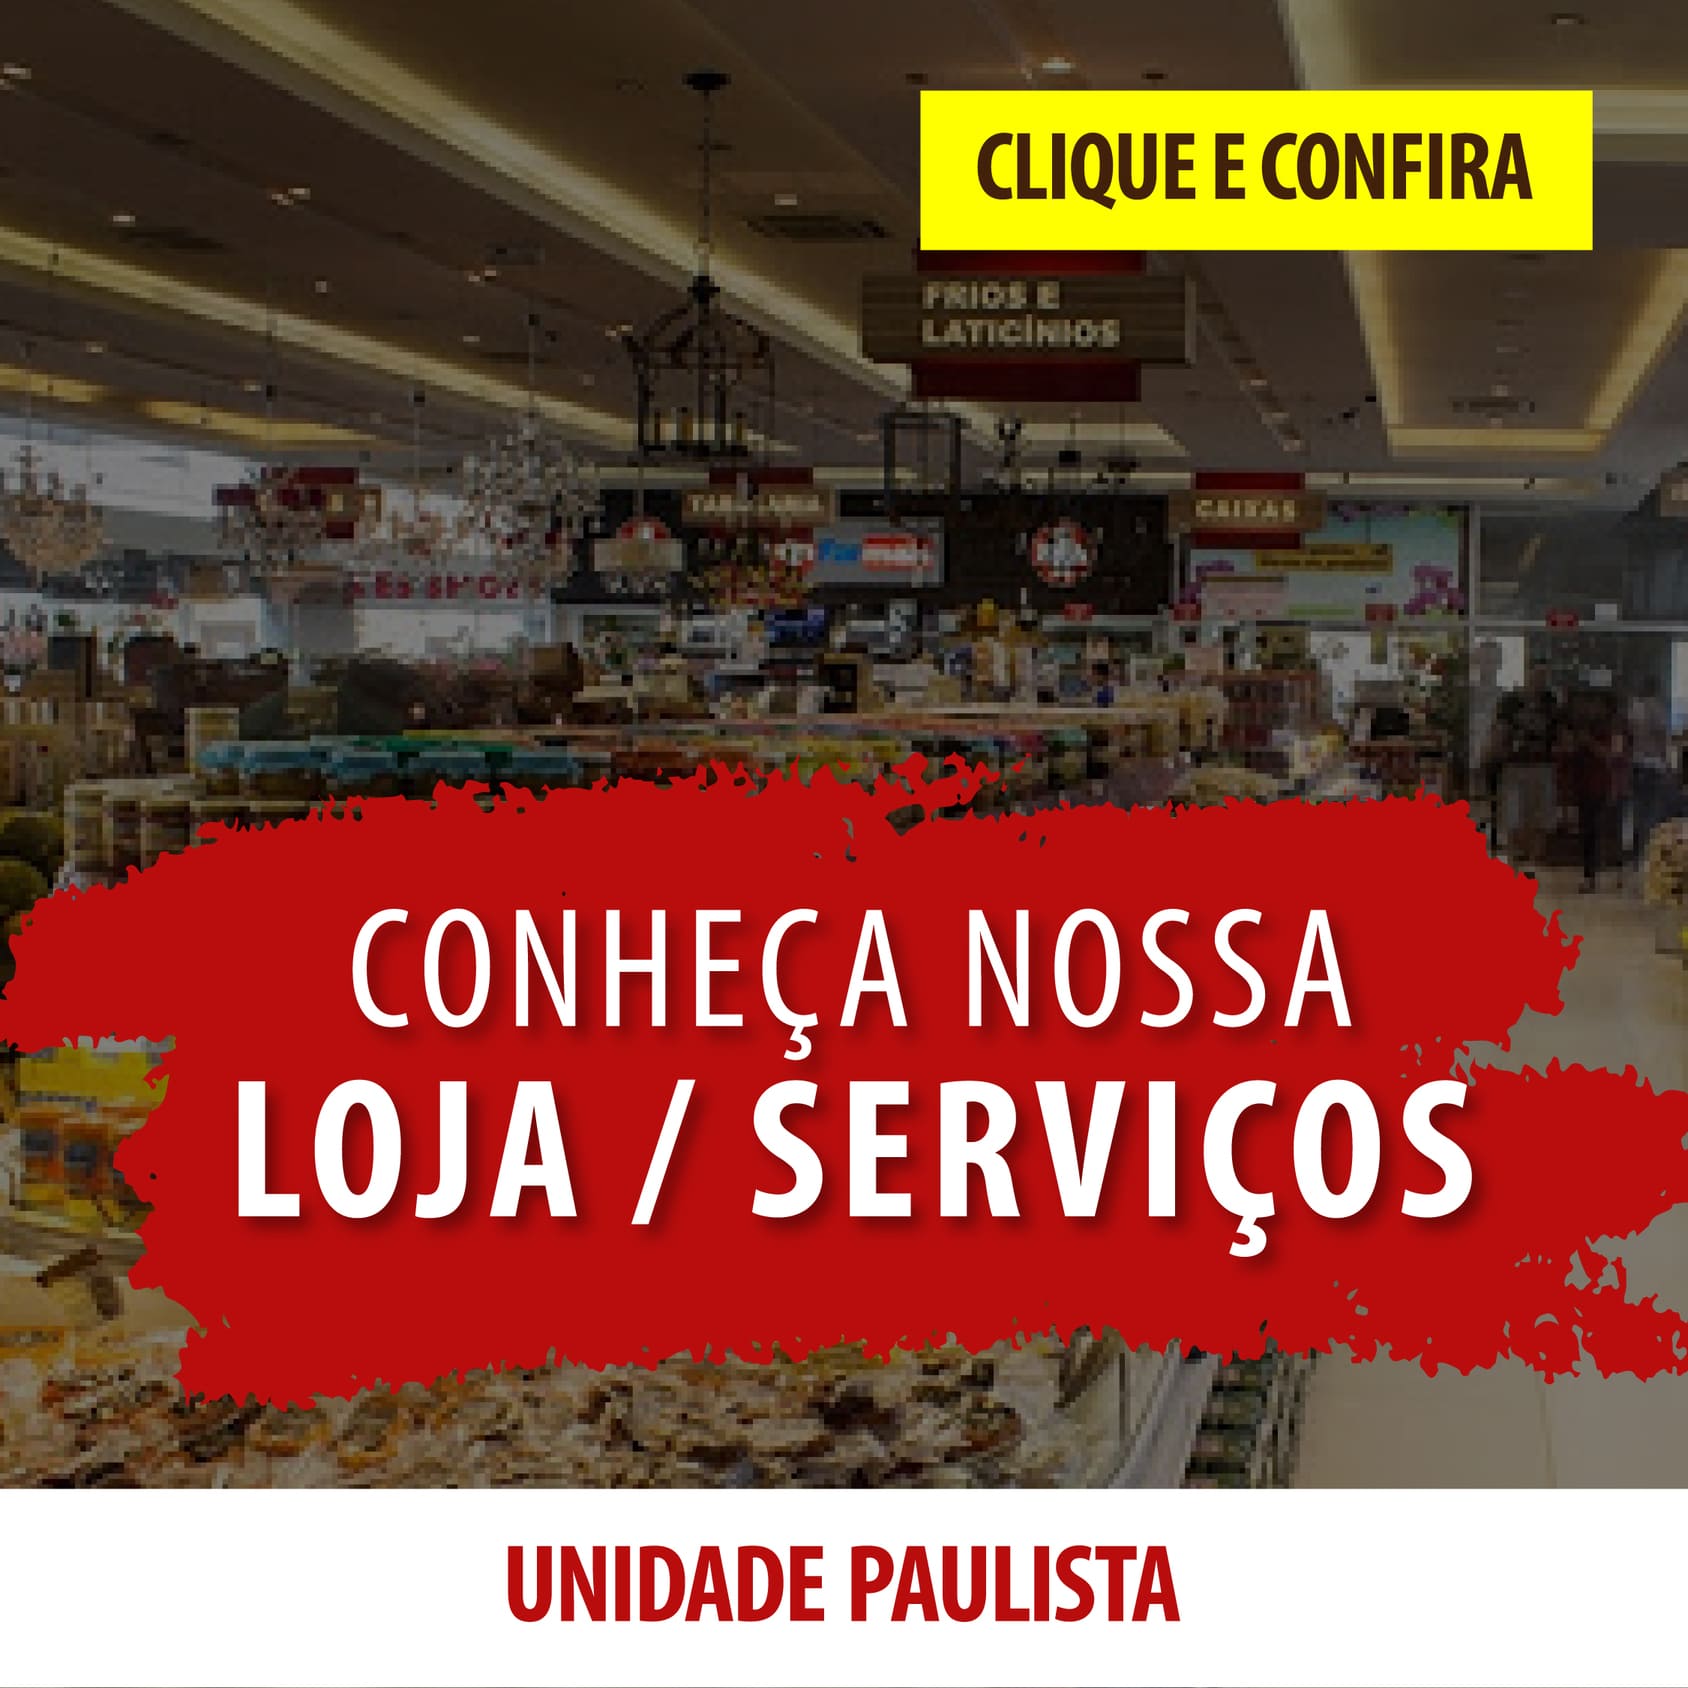 CLIQUE E CONFIRA
FRIOS E
LATICÍNIOS
CAIXAS
CONHEÇA NOSSA
LOJA / SERVIÇOS
UNIDADE PAULISTA